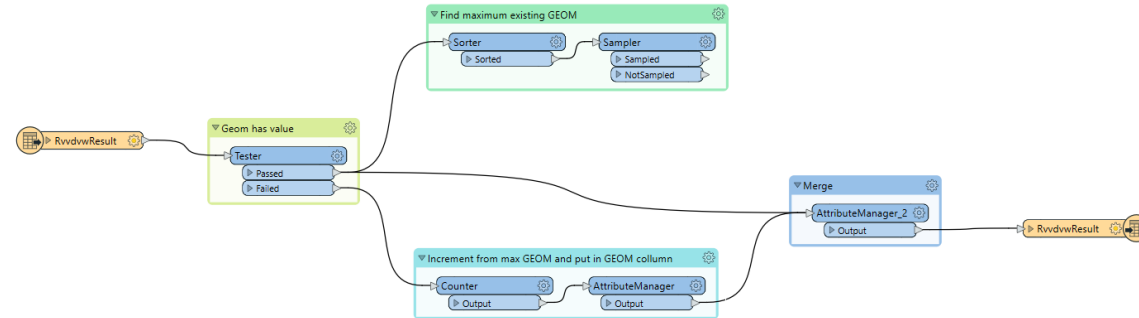 Find maximum existing GEOM
Sorter
Sorted
Sampler
Sampled
NotSampled
RvvdvwResult
Geom has value
Tester
Passed
Failed
Merge
AttributeManager_2
Output
RvvdvwResult
Increment from max GEOM and put in GEOM collumn
Counter
Output
AttributeManager
Output